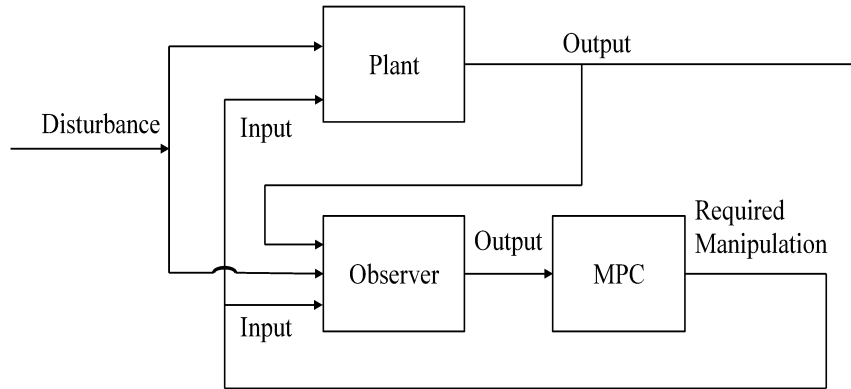 Output
Plant
Disturbance
Input
Required
Manipulation
Output
Observer
MPC
Input